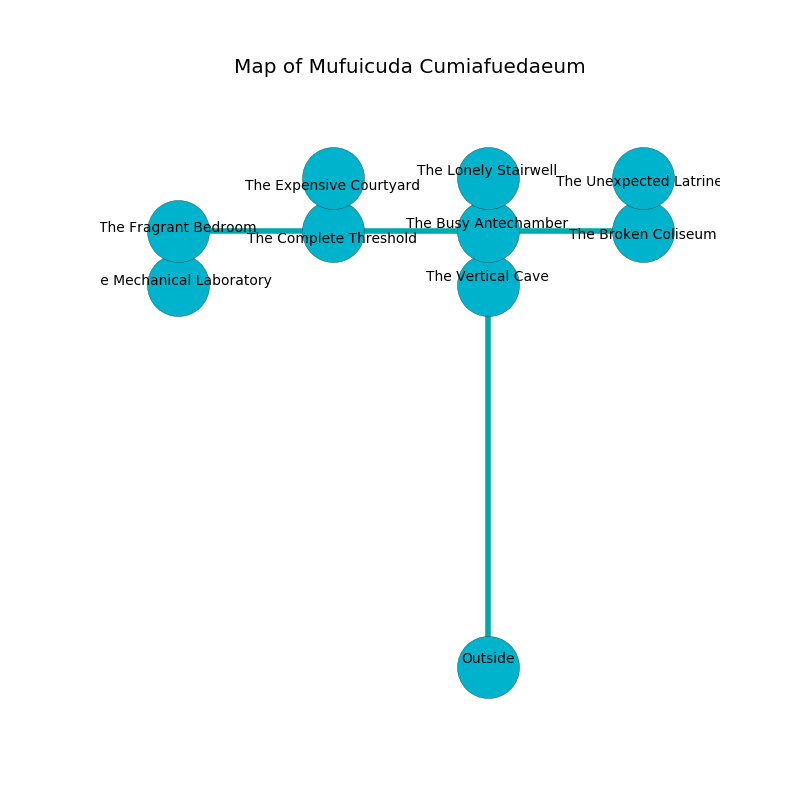 Map of Mufuicuda Cumiafuedaeum
The Lonely Stairwell
The Unexpected Latrine
The Expensive Courtyard
The Busy Antechamber
The Fragrant Bedroom
The Broken Coliseum
The Complete Threshold
The Vertical Cave
e Mechanical Laboratory
Outside